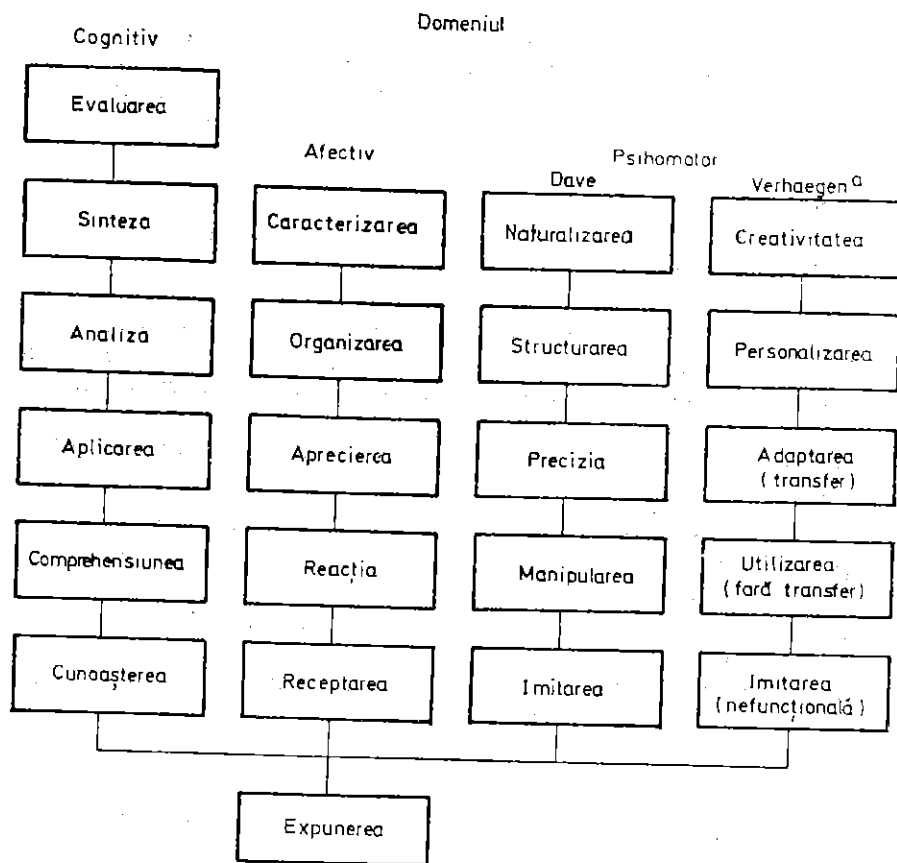 Domeniul
Cognitiv
Evaluarea
Sinteza
Analiza
Aplicarea
Comprehensiunea
Cunoașterea
Afectiv
Caracterizarea
Organizarea
Aprecierea
Reacția
Receptarea
Psihomotor
Dave
Naturalizarea
Structurarea
Precizia
Manipularea
Imitarea
Verhaegen a
Creativitatea
Personalizarea
Adaptarea
(transfer)
Utilizarea
(fară transfer)
Imitarea
(nefuncțională)
Expunerea